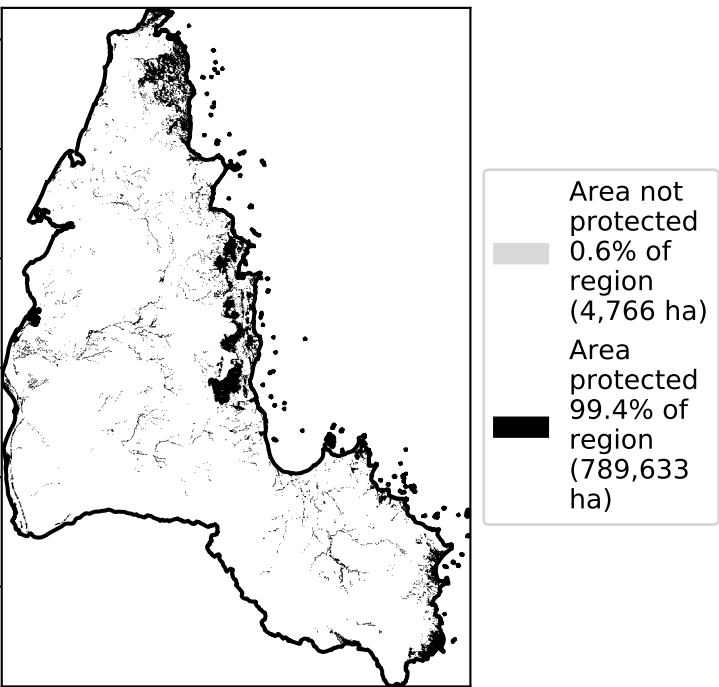 Area not
protected
0.6% of
region
(4,766 ha)
Area
protected
99.4% of
region
(789,633
ha)